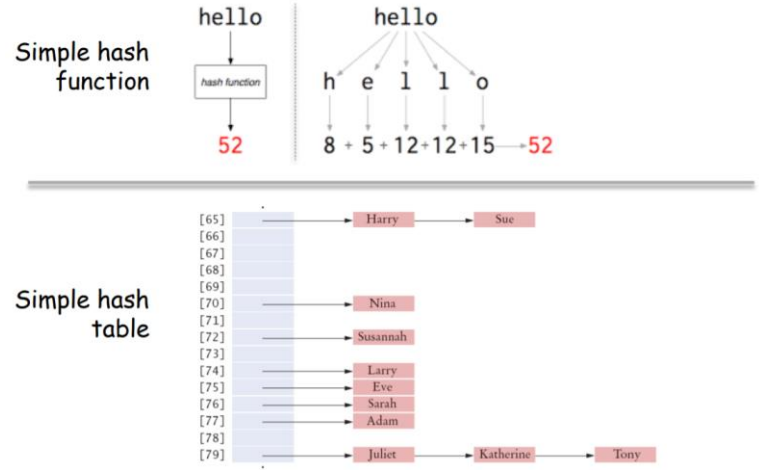 Simple hash
function
hello
hash function
52
hello
h e l l o
8 + 5 + 12 + 12 + 15 52
Simple hash
table
[65] Harry Sue
[66]
[67]
[68]
[69]
[70] Nina
[71]
[72] Susannah
[73]
[74] Larry
[75] Eve
[76] Sarah
[77] Adam
[78]
[79] Juliet Katherine Tony